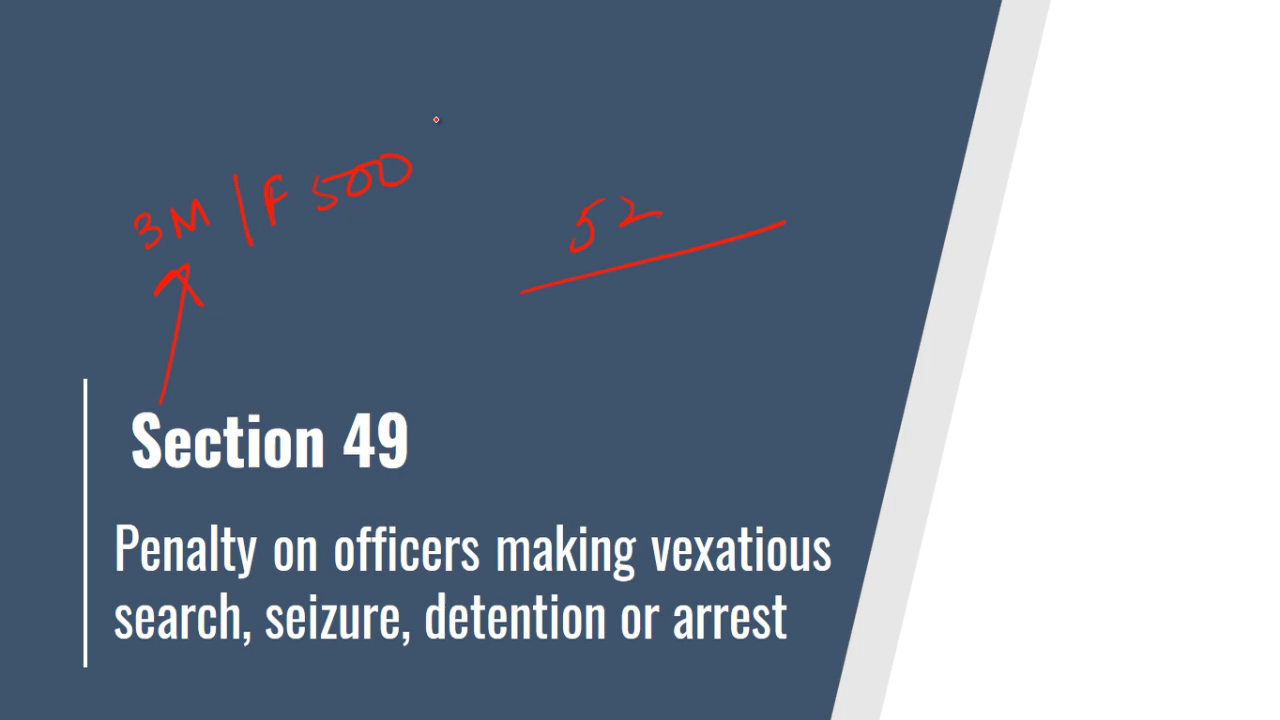 3M / F 500
52
Section 49
Penalty on officers making vexatious
search, seizure, detention or arrest